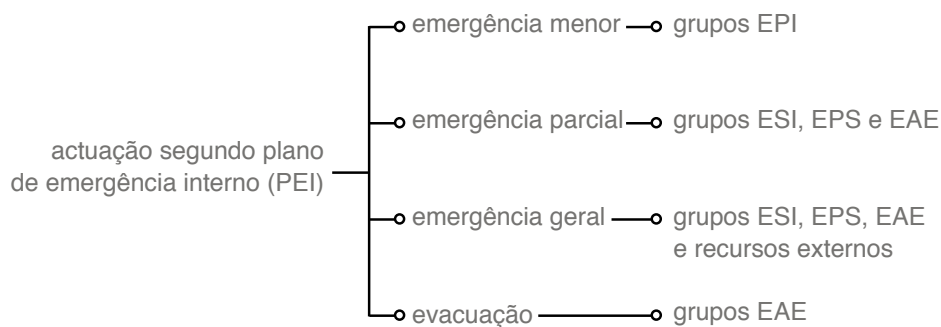 emergência menor grupos EPI
emergência parcial grupos ESI, EPS e EAE
actuação segundo plano
de emergência interno (PEI)
emergência geral grupos ESI, EPS, EAE
e recursos externos
evacuação grupos EAE